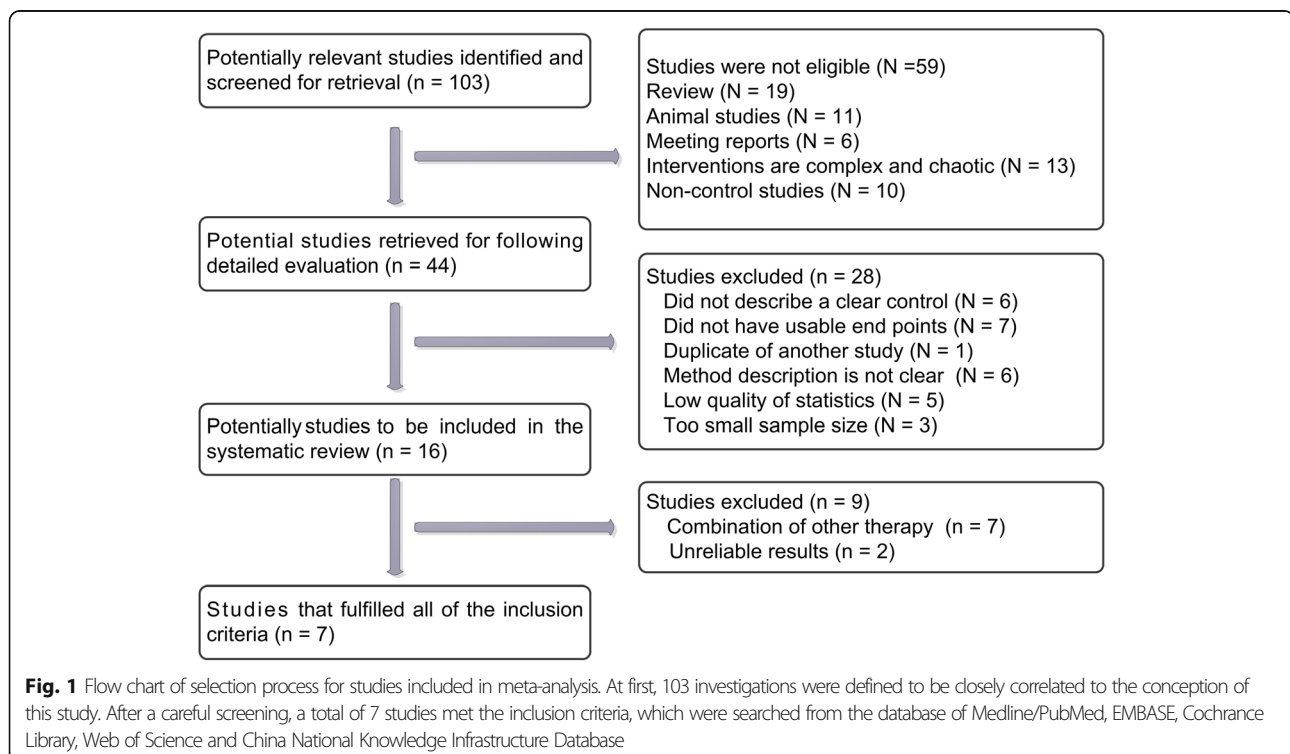 Potentially relevant studies identified and
screened for retrieval (n = 103)
Studies were not eligible (N =59)
Review (N = 19)
Animal studies (N = 11)
Meeting reports (N = 6)
Interventions are complex and chaotic (N = 13)
Non-control studies (N = 10)
Potential studies retrieved for following
detailed evaluation (n = 44)
Studies excluded (n = 28)
Did not describe a clear control (N = 6)
Did not have usable end points (N = 7)
Duplicate of another study (N = 1)
Method description is not clear (N = 6)
Low quality of statistics (N = 5)
Too small sample size (N = 3)
Potentially studies to be included in the
systematic review (n = 16)
Studies excluded (n = 9)
Combination of other therapy (n = 7)
Unreliable results (n = 2)
Studies that fulfilled all of the inclusion
criteria (n = 7)
Fig. 1 Flow chart of selection process for studies included in meta-analysis. At first, 103 investigations were defined to be closely correlated to the conception of
this study. After a careful screening, a total of 7 studies met the inclusion criteria, which were searched from the database of Medline/PubMed, EMBASE, Cochrance
Library, Web of Science and China National Knowledge Infrastructure Database